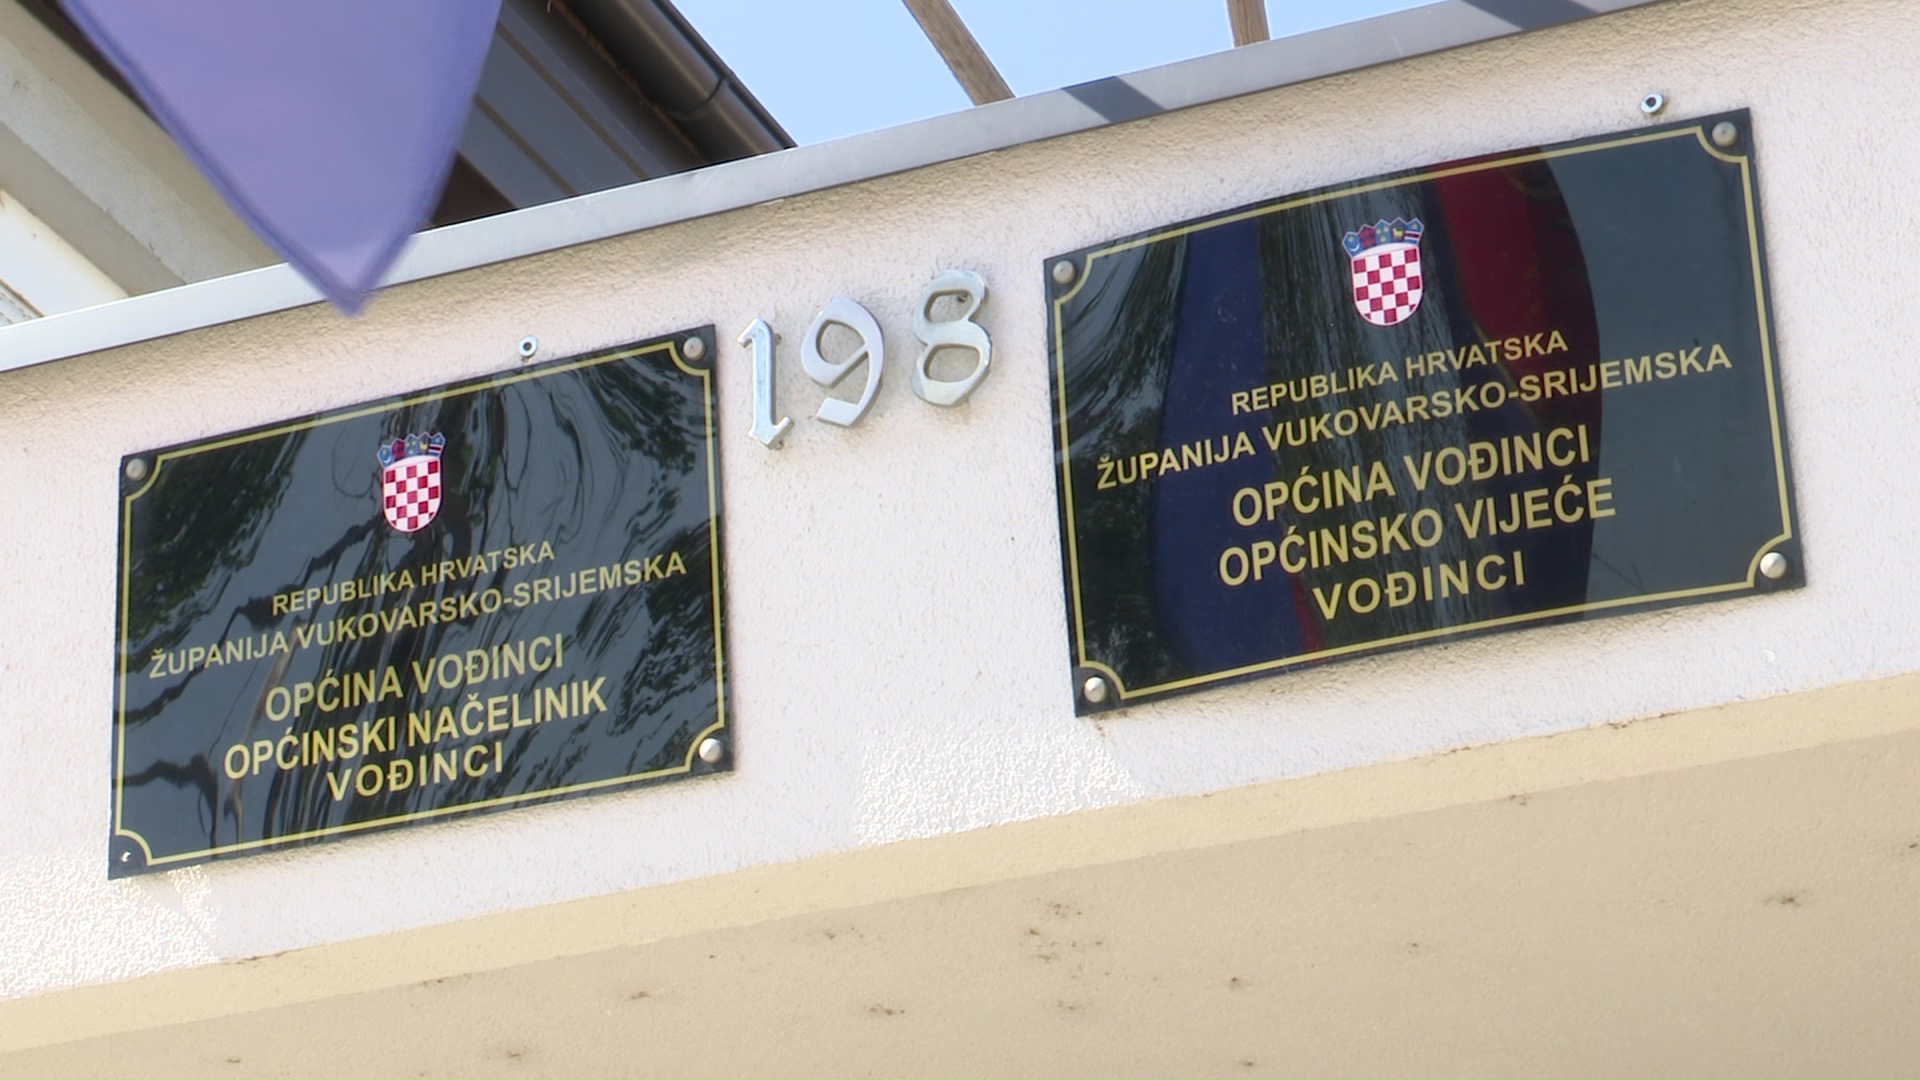 REPUBLIKA HRVATSKA
ŽUPANIJA VUKOVARSKO-SRIJEMSKA
OPĆINA VOĐINCI
OPĆINSKI NAČELINIK
VOĐINCI
198
REPUBLIKA HRVATSKA
ŽUPANIJA VUKOVARSKO-SRIJEMSKA
OPĆINA VOĐINCI
OPĆINSKO VIJEĆE
VOĐINCI